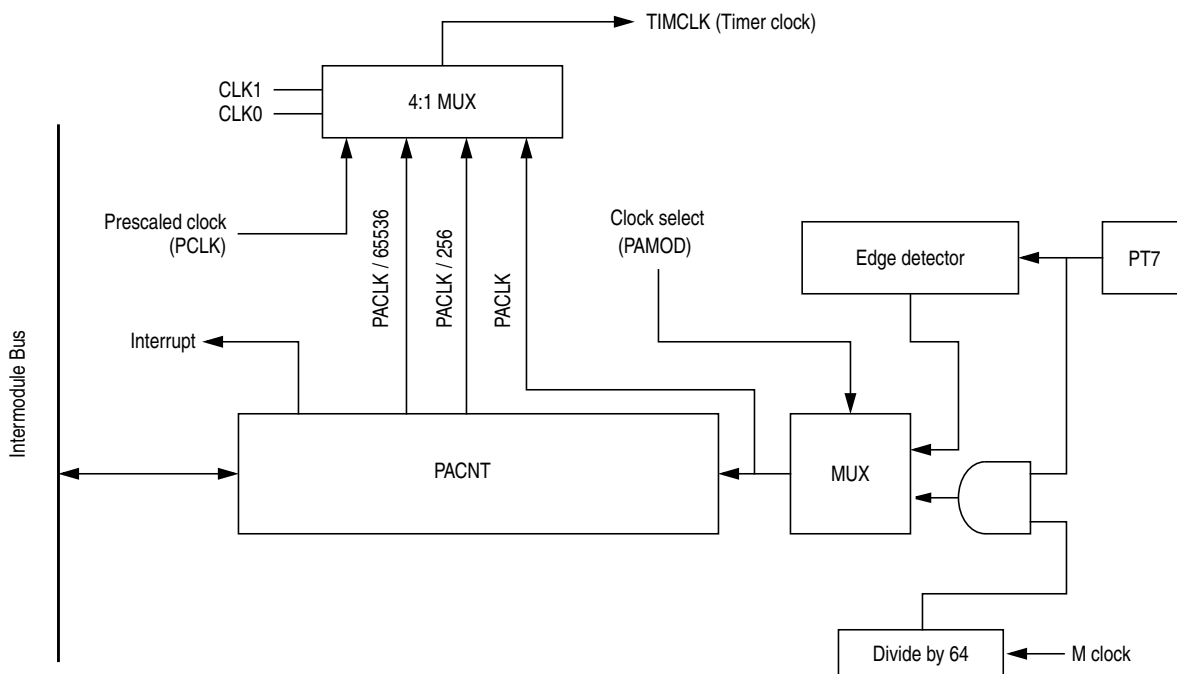 TIMCLK (Timer clock)
CLK1
CLK0
4:1 MUX
Prescaled clock
(PCLK)
PACLK / 65536
PACLK / 256
PACLK
Clock select
(PAMOD)
Edge detector
PT7
Interrupt
Intermodule Bus
PACNT
MUX
Divide by 64
M clock